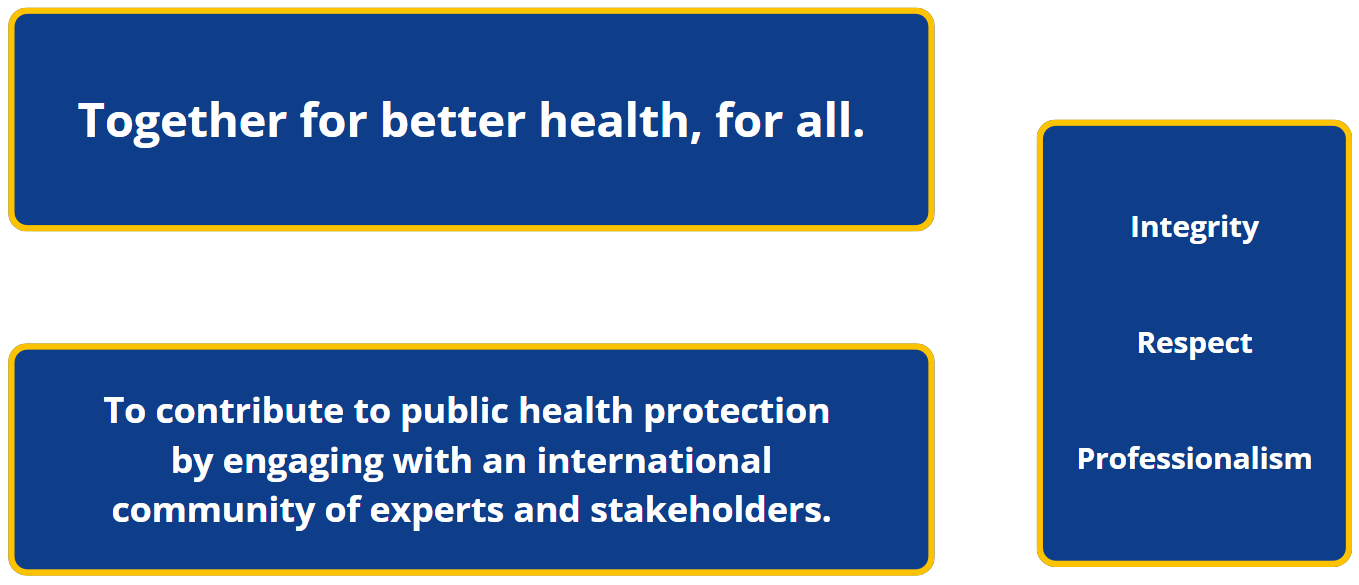 Together for better health, for all.
To contribute to public health protection
by engaging with an international
community of experts and stakeholders.
Integrity
Respect
Professionalism